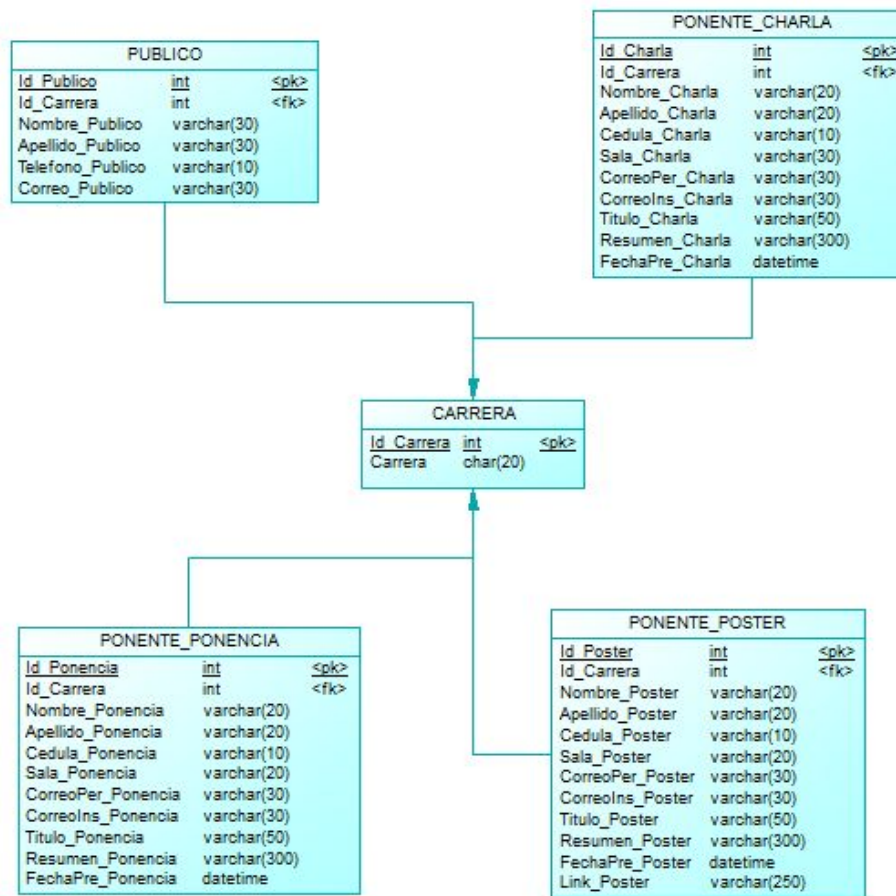 PUBLICO
Id_Publico int <pk>
Id_Carrera int <fk>
Nombre_Publico varchar(30)
Apellido_Publico varchar(30)
Telefono_Publico varchar(10)
Correo_Publico varchar(30)
PONENTE_CHARLA
Id_Charla int <pk>
Id_Carrera int <fk>
Nombre_Charla varchar(20)
Apellido_Charla varchar(20)
Cedula_Charla varchar(10)
Sala_Charla varchar(30)
CorreoPer_Charla varchar(30)
CorreoIns_Charla varchar(30)
Titulo_Charla varchar(50)
Resumen_Charla varchar(300)
FechaPre_Charla datetime
CARRERA
Id_Carrera int <pk>
Carrera char(20)
PONENTE_PONENCIA
Id_Ponencia int <pk>
Id_Carrera int <fk>
Nombre_Ponencia varchar(20)
Apellido_Ponencia varchar(20)
Cedula_Ponencia varchar(10)
Sala_Ponencia varchar(20)
CorreoPer_Ponencia varchar(30)
CorreoIns_Ponencia varchar(30)
Titulo_Ponencia varchar(50)
Resumen_Ponencia varchar(300)
FechaPre_Ponencia datetime
PONENTE_POSTER
Id_Poster int <pk>
Id_Carrera int <fk>
Nombre_Poster varchar(20)
Apellido_Poster varchar(20)
Cedula_Poster varchar(10)
Sala_Poster varchar(20)
CorreoPer_Poster varchar(30)
CorreoIns_Poster varchar(30)
Titulo_Poster varchar(50)
Resumen_Poster varchar(300)
FechaPre_Poster datetime
Link_Poster varchar(250)